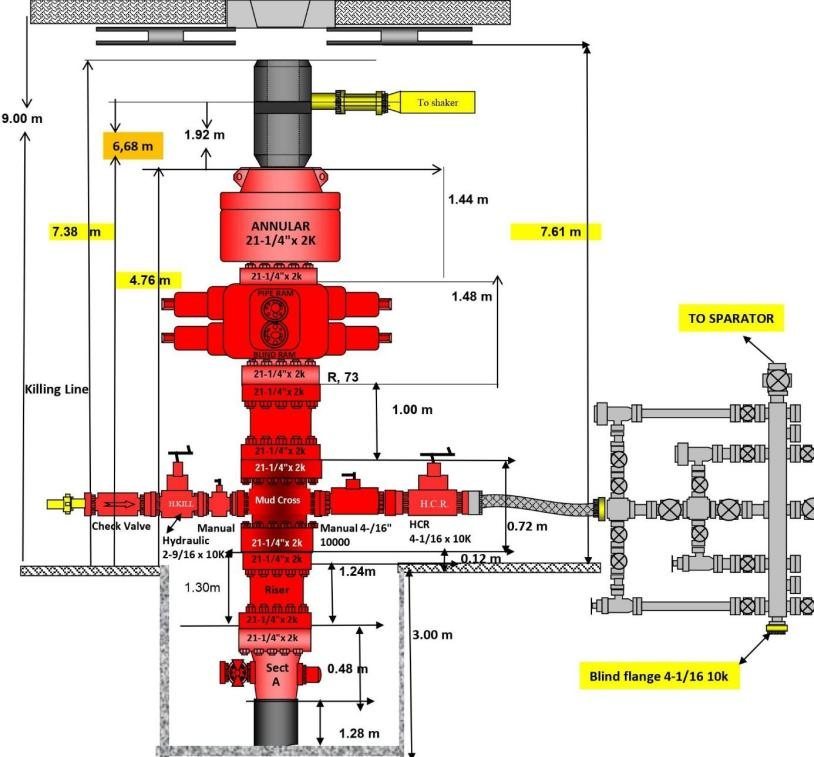 To shaker
9.00 m
6,68 m
1.92 m
1.44 m
ANNULAR
21-1/4"x 2K
7.38 m
7.61 m
4.76 m
21-1/4"x 2k
PIPE RAM
1.48 m
TO SPARATOR
BLIND RAM
21-1/4"x 2k
R, 73
21-1/4"x 2k
Killing Line
1.00 m
21-1/4"x 2k
21-1/4"x 2k
H.KILL
Mud Cross
H.C.R.
Check Valve
Manual
Manual 4-/16"
10000
HCR
4-1/16 x 10K
0.72 m
Hydraulic
2-9/16 x 10K
21-1/4"x 2k
21-1/4"x 2k
0.12 m
1.24m
1.30m
Riser
21-1/4"x 2k
21-1/4"x 2k
3.00 m
Sect
A
0.48 m
Blind flange 4-1/16 10k
1.28 m